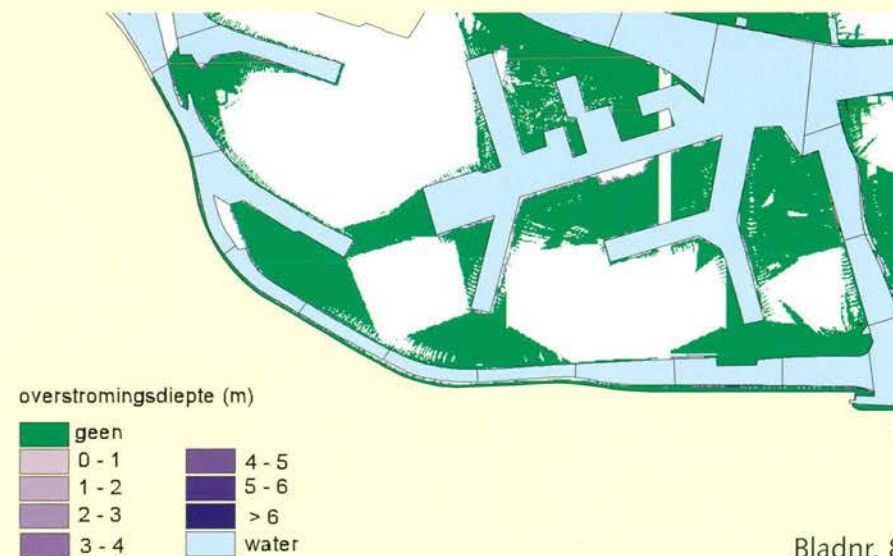 overstromingsdiepte (m)
geen
0 - 1
1 - 2
2 - 3
3 - 4
4 - 5
5 - 6
> 6
water
Bladnr.